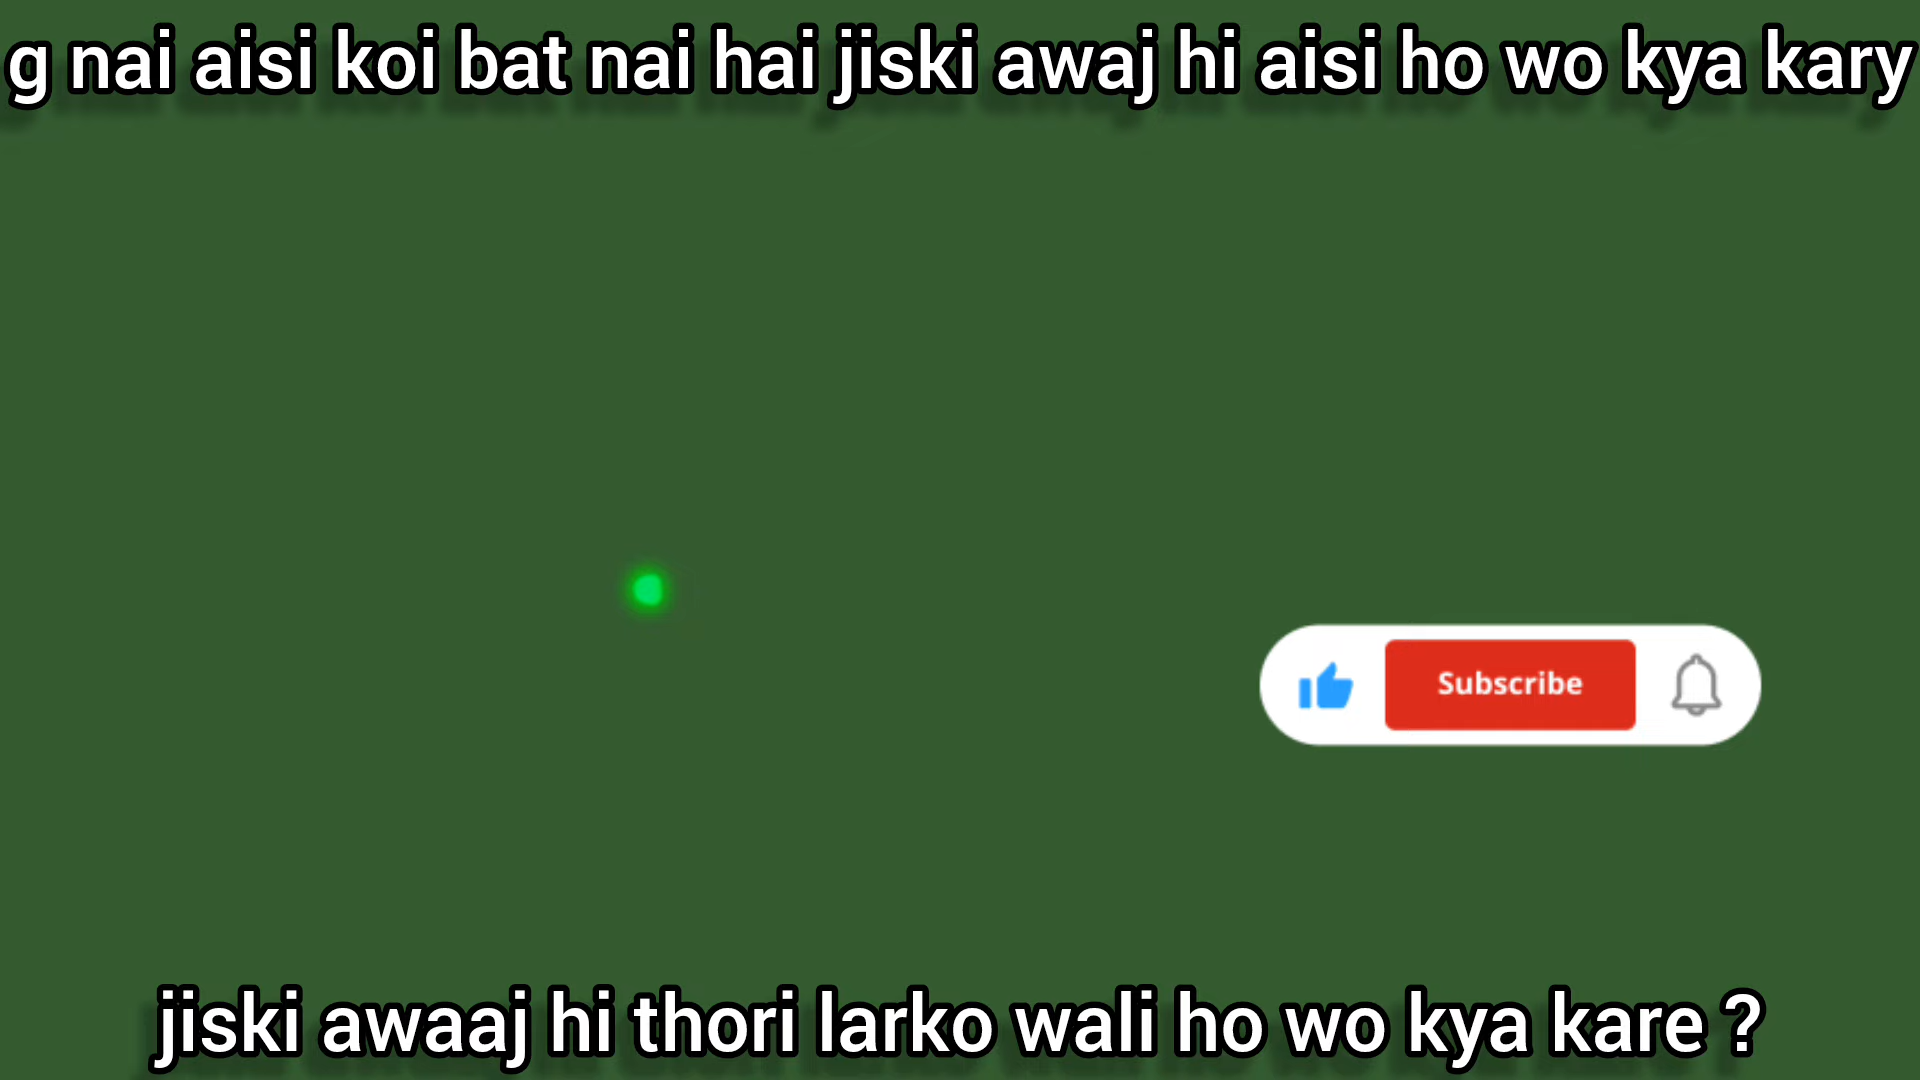 g nai aisi koi bat nai hai jiski awaj hi aisi ho wo kya kary
Subscribe
jiski awaaj hi thori larko wali ho wo kya kare ?